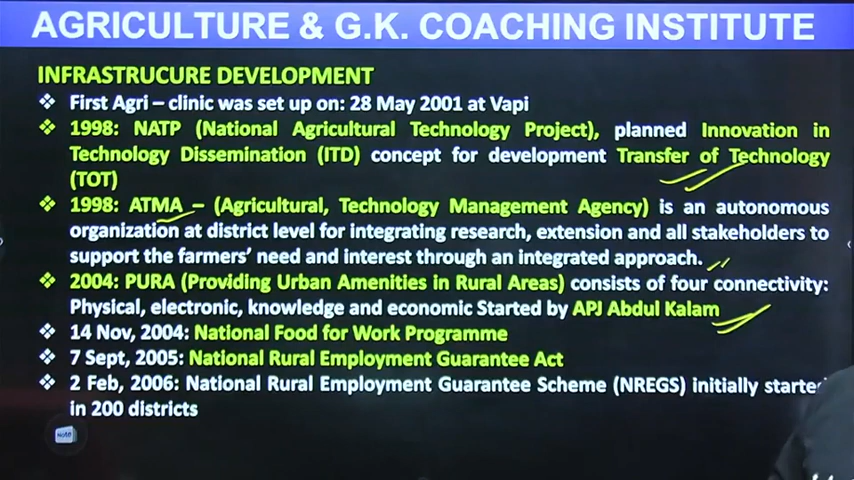 AGRICULTURE & G.K. COACHING INSTITUTE
INFRASTRUCURE DEVELOPMENT
❖ First Agri – clinic was set up on: 28 May 2001 at Vapi
❖ 1998: NATP (National Agricultural Technology Project), planned Innovation in
Technology Dissemination (ITD) concept for development Transfer of Technology
(TOT)
❖ 1998: ATMA – (Agricultural, Technology Management Agency) is an autonomous
organization at district level for integrating research, extension and all stakeholders to
support the farmers' need and interest through an integrated approach.
❖ 2004: PURA (Providing Urban Amenities in Rural Areas) consists of four connectivity:
Physical, electronic, knowledge and economic Started by APJ Abdul Kalam
❖ 14 Nov, 2004: National Food for Work Programme
❖ 7 Sept, 2005: National Rural Employment Guarantee Act
❖ 2 Feb, 2006: National Rural Employment Guarantee Scheme (NREGS) initially started
in 200 districts
Note